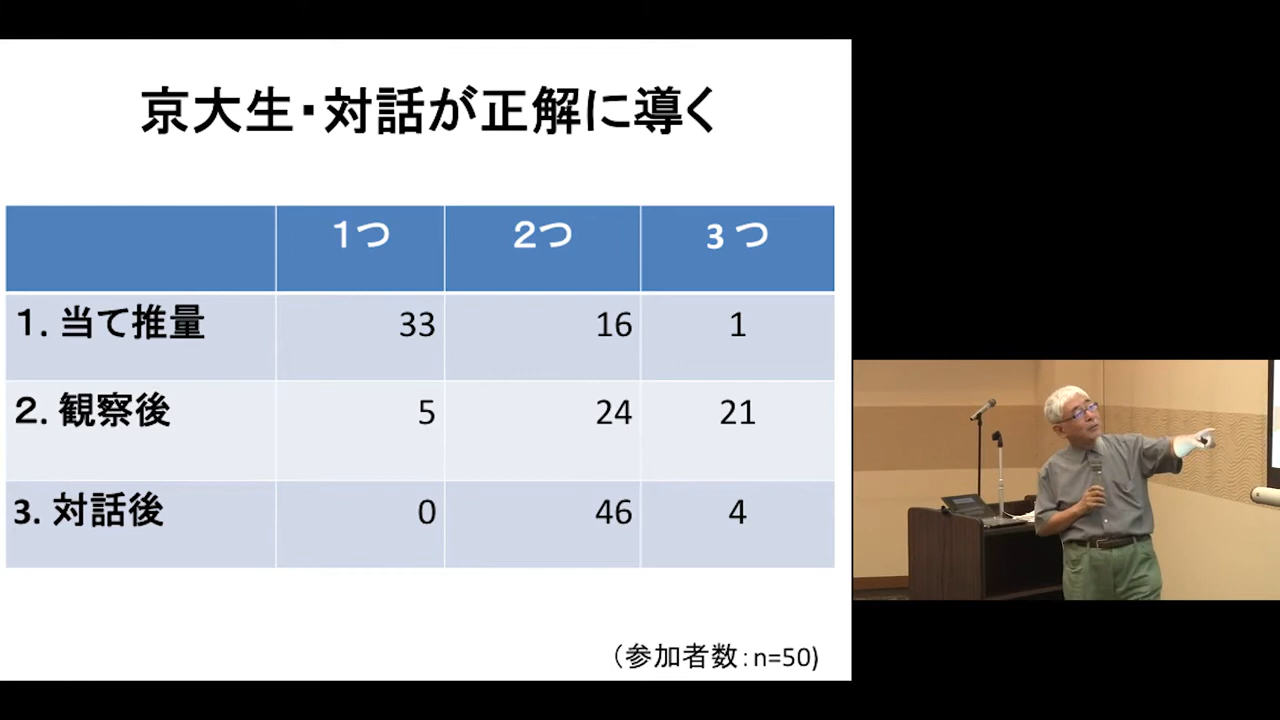 京大生・対話が正解に導く
１つ ２つ 3 つ
１. 当て推量 33 16 1
２. 観察後 5 24 21
3. 対話後 0 46 4
（参加者数：n=50)